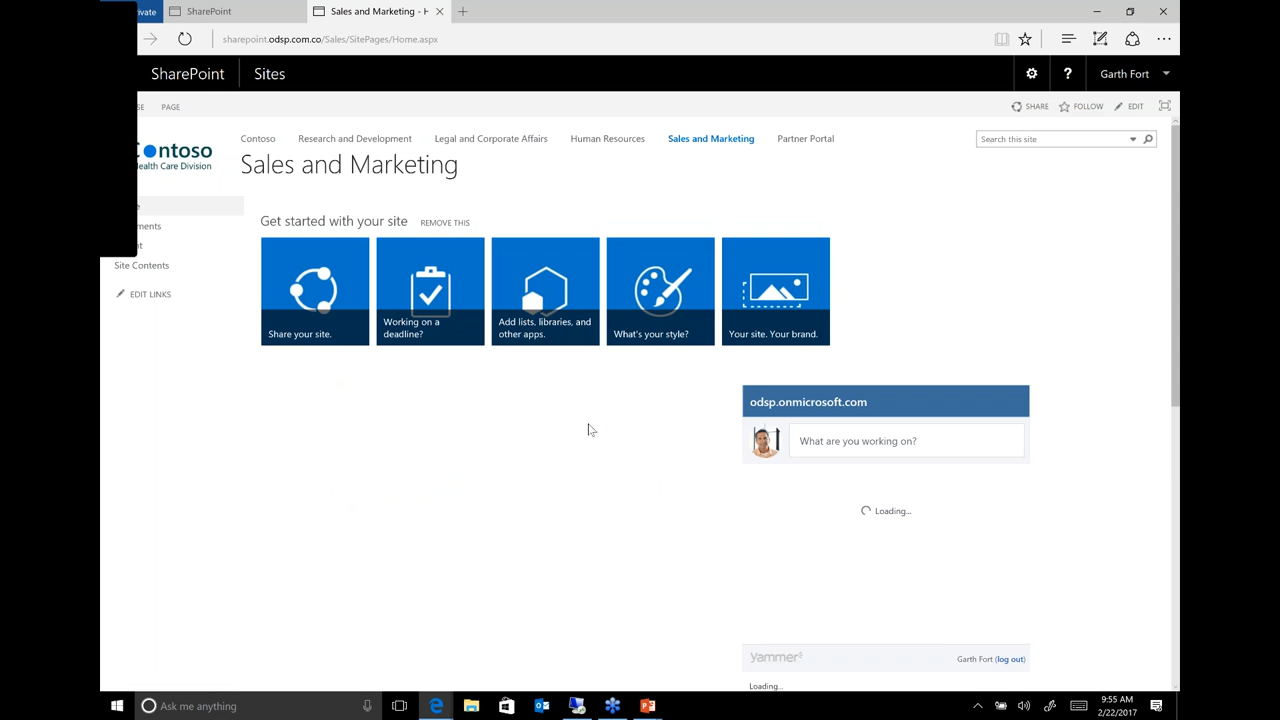 ivate
SharePoint
Sales and Marketing - H
sharepoint.odsp.com.co/Sales/SitePages/Home.aspx
SharePoint
Sites
?
Garth Fort
SE
PAGE
SHARE
FOLLOW
EDIT
Contoso
Research and Development
Legal and Corporate Affairs
Human Resources
Sales and Marketing
Partner Portal
Search this site
ontoso
ealth Care Division
Sales and Marketing
ments
nt
Site Contents
EDIT LINKS
Get started with your site
REMOVE THIS
Share your site.
Working on a
deadline?
Add lists, libraries, and
other apps.
What's your style?
Your site. Your brand.
odsp.onmicrosoft.com
What are you working on?
Loading...
yammer
Garth Fort (log out)
Loading...
Ask me anything
9:55 AM
2/22/2017